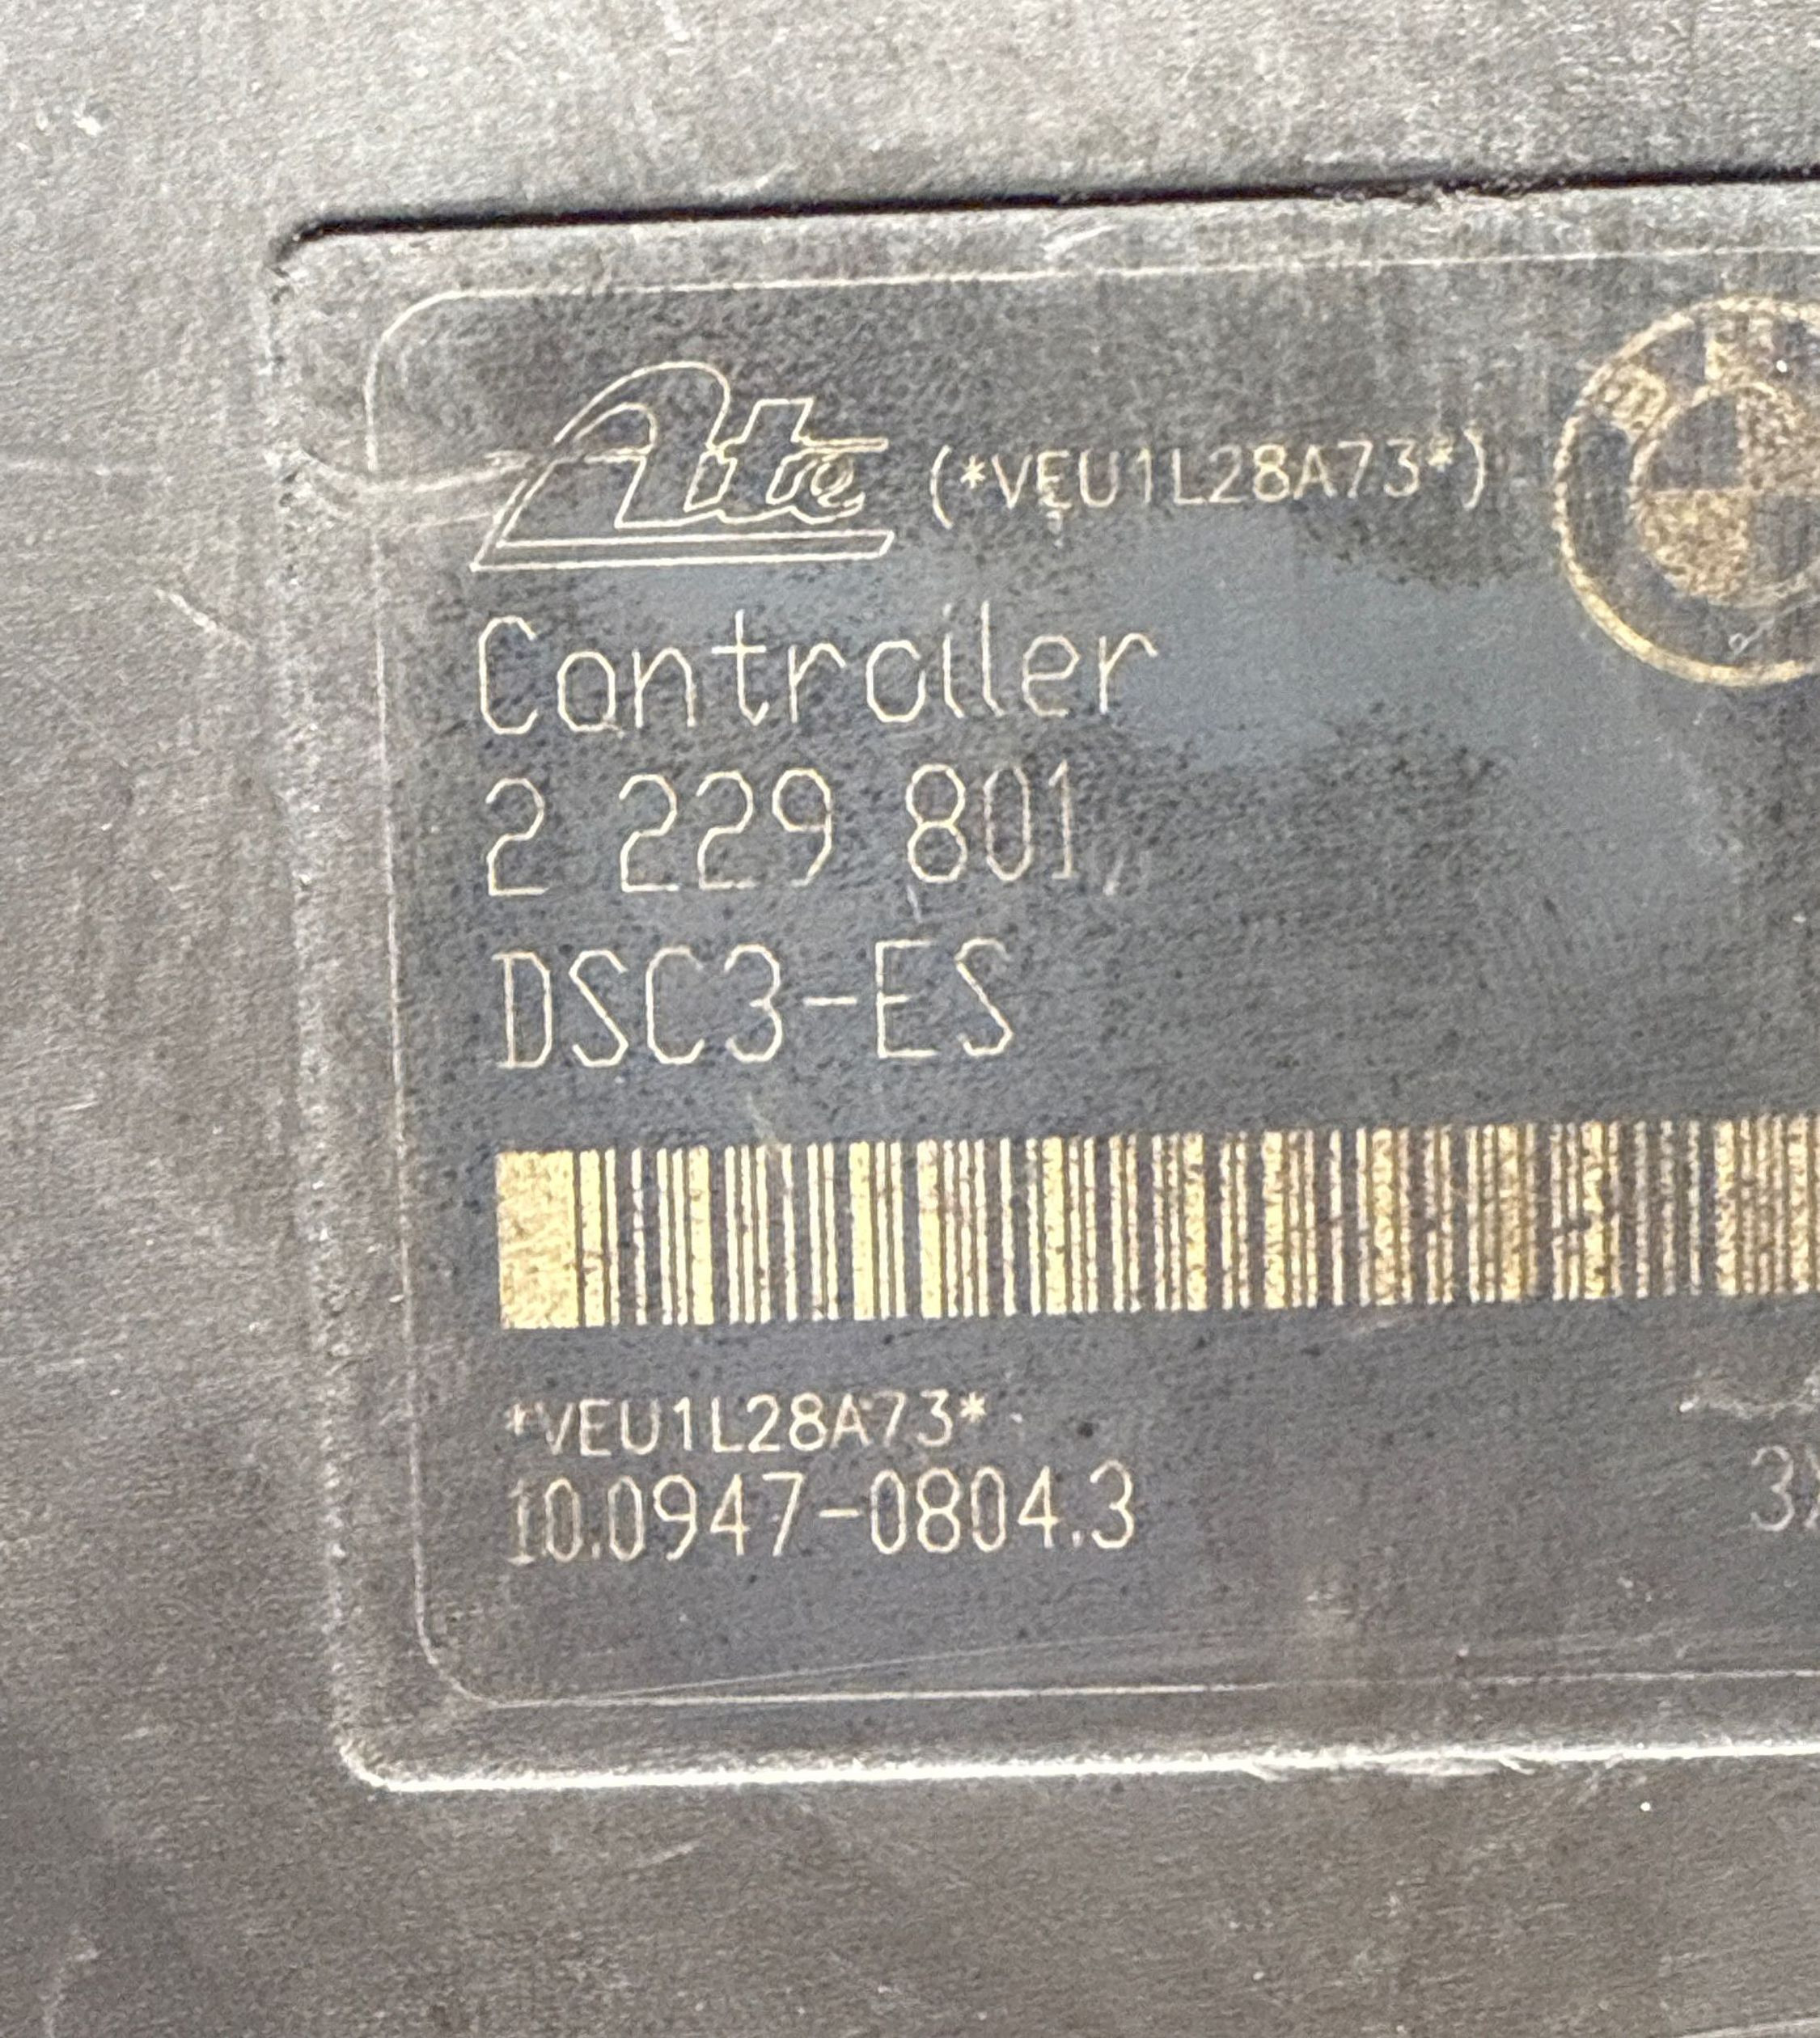 Ate (*VEU1L28A73*)
Controller
2 229 801
DSC3-ES
*VEU1L28A73*
10.0947-0804.3